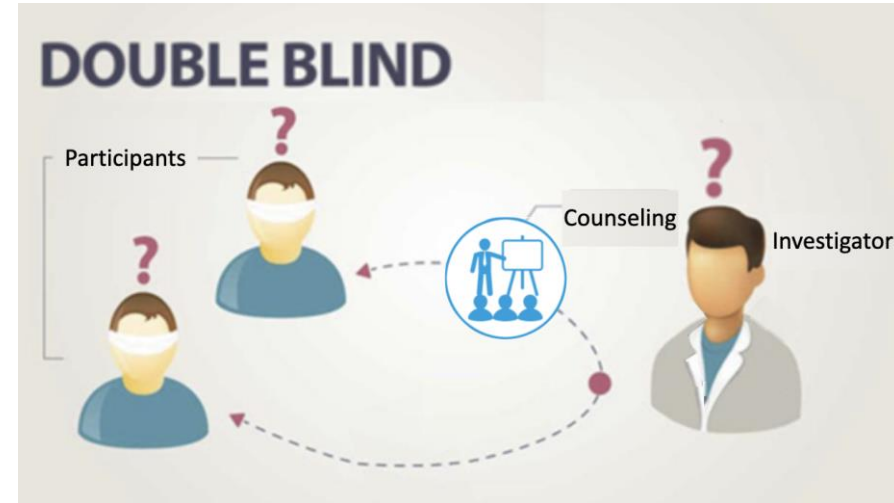 DOUBLE BLIND
?
Participants
?
Counseling
Investigator
?